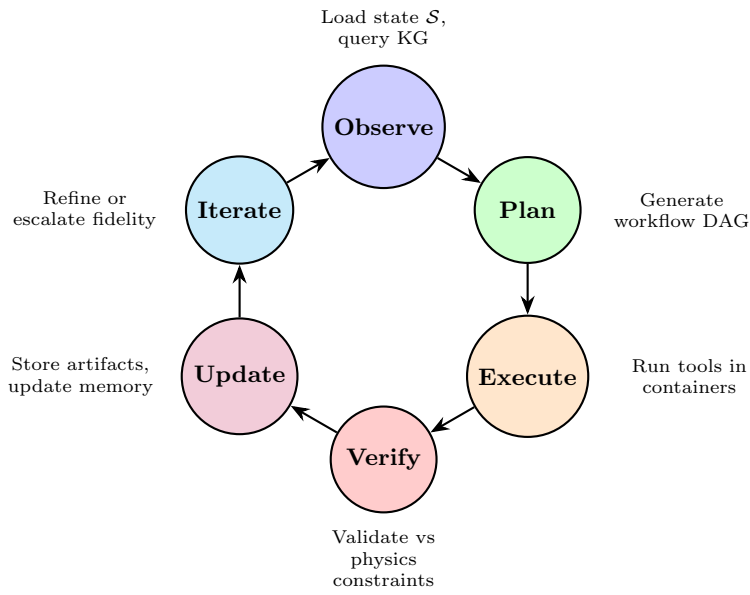 Load state 𝒮,
query KG
Observe
Plan
Generate
workflow DAG
Execute
Run tools in
containers
Verify
Validate vs
physics
constraints
Update
Store artifacts,
update memory
Iterate
Refine or
escalate fidelity